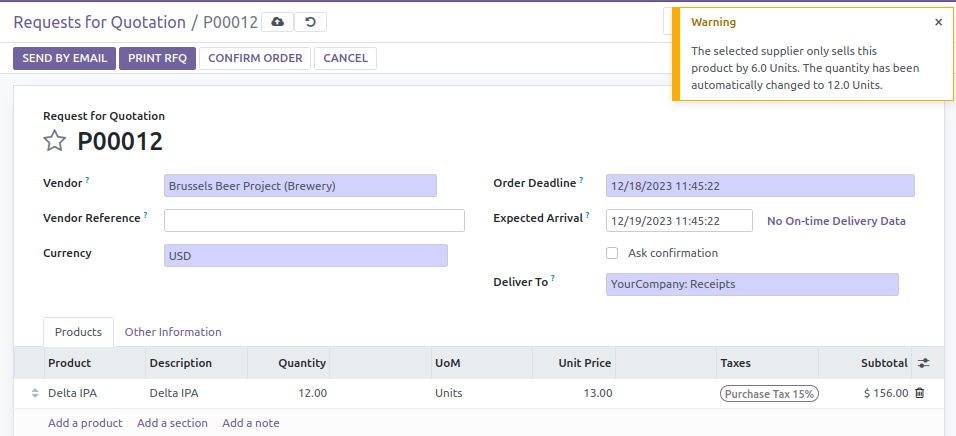 Requests for Quotation / P00012
Warning ×
The selected supplier only sells this
product by 6.0 Units. The quantity has been
automatically changed to 12.0 Units.
SEND BY EMAIL PRINT RFQ CONFIRM ORDER CANCEL
Request for Quotation
P00012
Vendor ? Brussels Beer Project (Brewery) Order Deadline ? 12/18/2023 11:45:22
Vendor Reference ? Expected Arrival ? 12/19/2023 11:45:22 No On-time Delivery Data
Currency USD Ask confirmation
Deliver To ? YourCompany: Receipts
Products Other Information
Product Description Quantity UoM Unit Price Taxes Subtotal
Delta IPA Delta IPA 12.00 Units 13.00 Purchase Tax 15% $ 156.00
Add a product Add a section Add a note